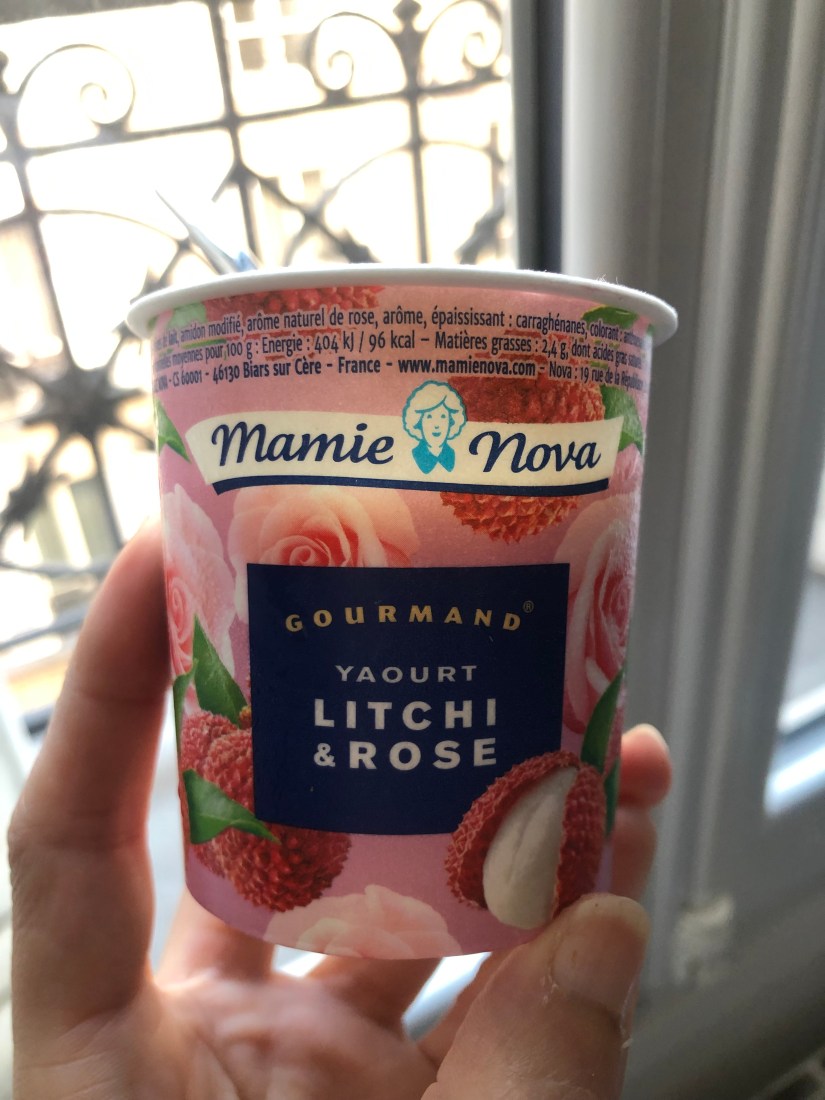 lait, amidon modifié, arôme naturel de rose, arôme, épaississant : carraghénanes, colorant :
moyennes pour 100 g : Energie : 404 kJ / 96 kcal – Matières grasses : 2,4 g, dont acides gras
- CS 60001 - 46130 Biars sur Cère - France - www.mamienova.com - Nova : 19 rue de la
Mamie Nova
GOURMAND®
YAOURT
LITCHI
& ROSE